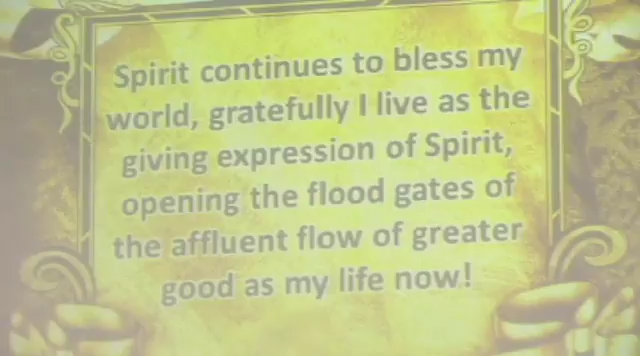 Spirit continues to bless my
world, gratefully I live as the
giving expression of Spirit,
opening the flood gates of
the affluent flow of greater
good as my life now!